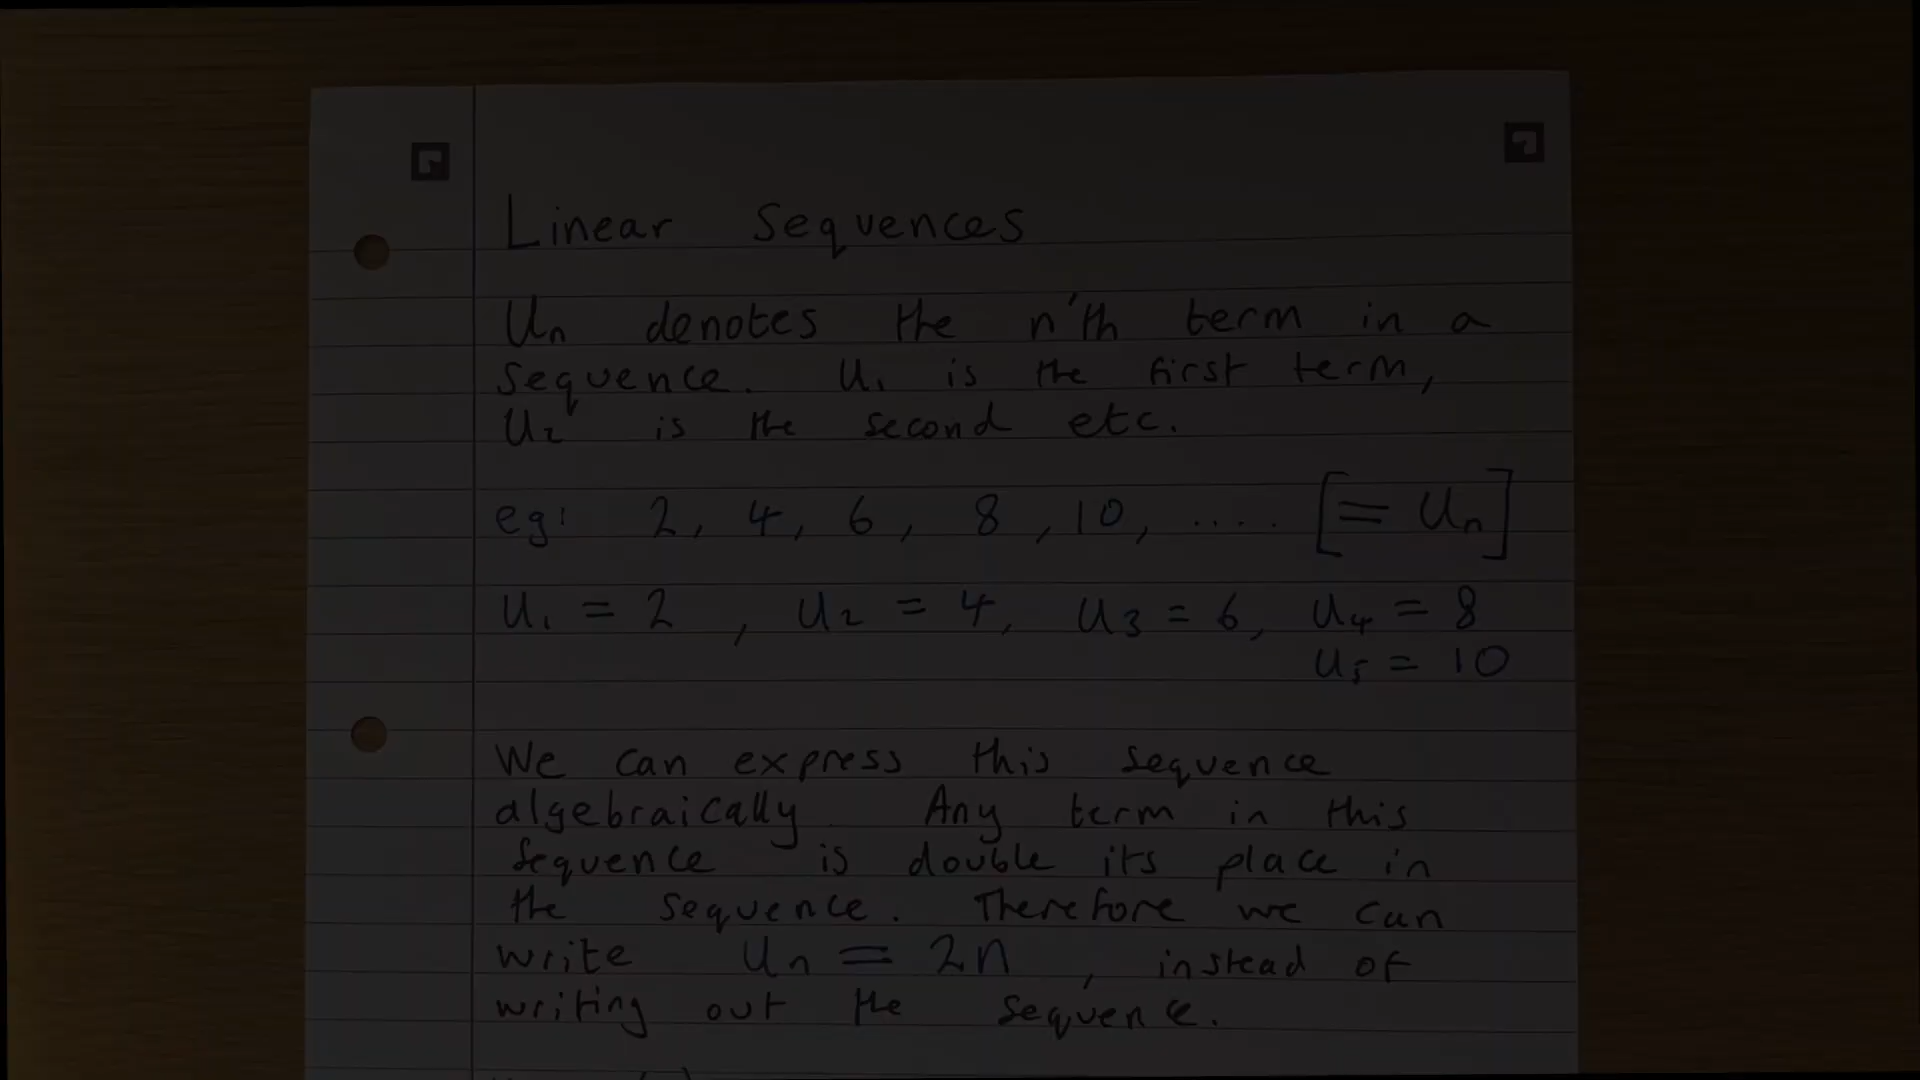 Linear Sequences
Un denotes the n'th term in a
sequence. U1 is the first term,
U2 is the second etc.
eg: 2, 4, 6, 8, 10, .... [= Un]
U1 = 2, U2 = 4, U3 = 6, U4 = 8
U5 = 10
We can express this sequence
algebraically. Any term in this
sequence is double its place in
the sequence. Therefore we can
write Un = 2n, instead of
writing out the sequence.